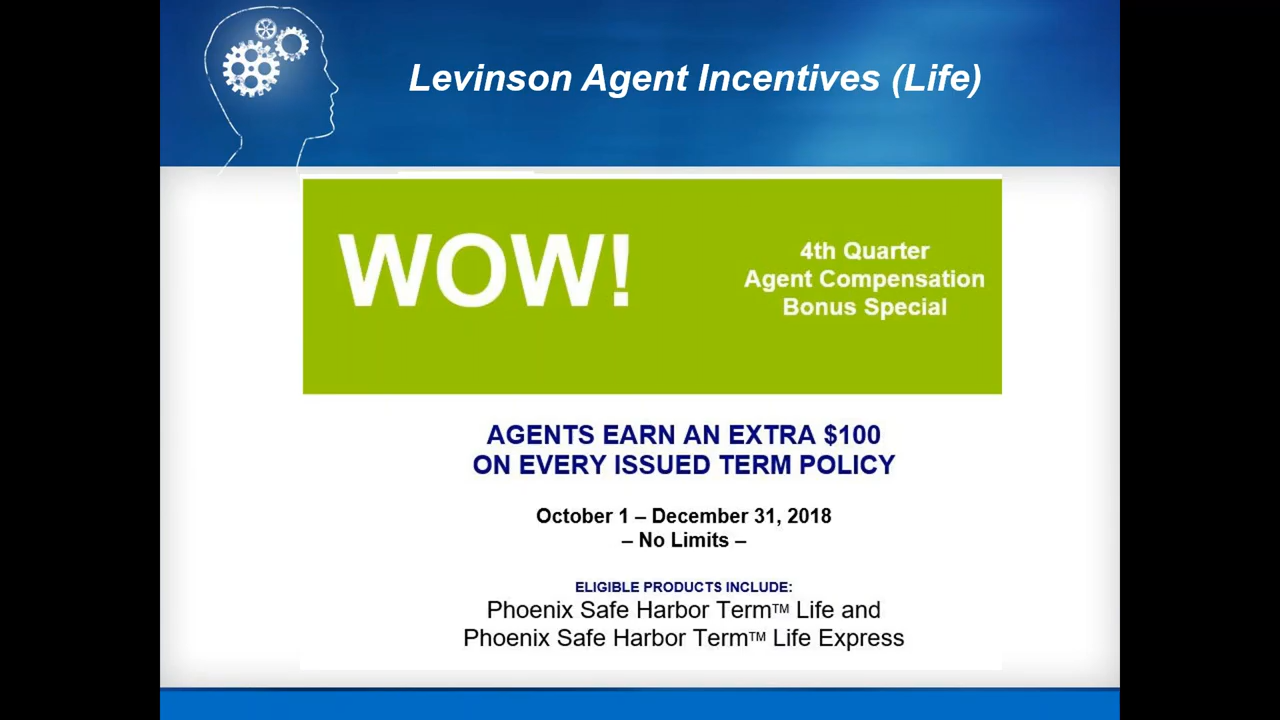 Levinson Agent Incentives (Life)
WOW!
4th Quarter
Agent Compensation
Bonus Special
AGENTS EARN AN EXTRA $100
ON EVERY ISSUED TERM POLICY
October 1 – December 31, 2018
– No Limits –
ELIGIBLE PRODUCTS INCLUDE:
Phoenix Safe Harbor Term™ Life and
Phoenix Safe Harbor Term™ Life Express